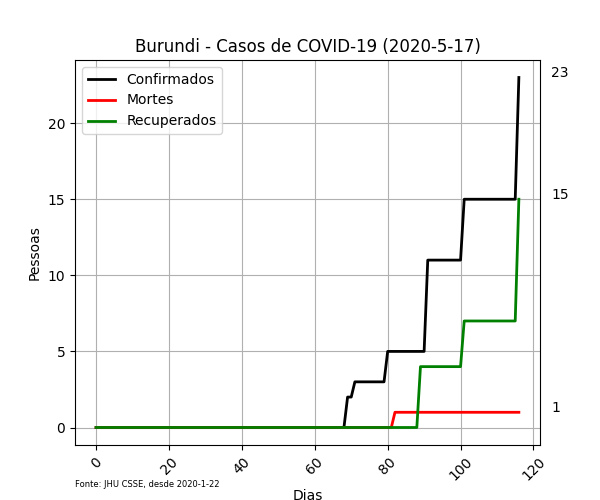 Burundi - Casos de COVID-19 (2020-5-17)
Confirmados
Mortes
Recuperados
23
15
1
Pessoas
20
15
10
5
0
0
20
40
60
80
100
120
Dias
Fonte: JHU CSSE, desde 2020-1-22